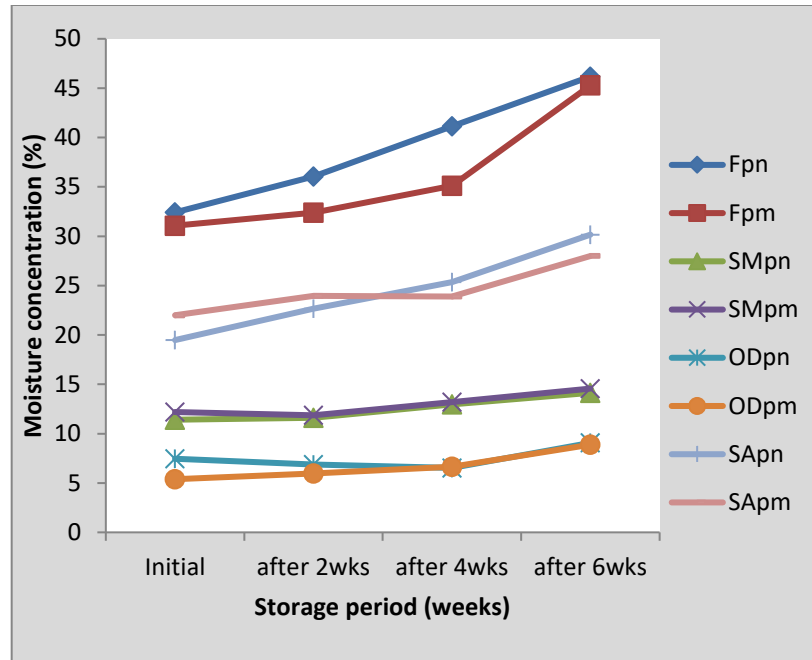 50
45
40
35
30
25
20
15
10
5
0
Moisture concentration (%)
Initial after 2wks after 4wks after 6wks
Storage period (weeks)
Fpn
Fpm
SMpn
SMpm
ODpn
ODpm
SApn
SApm